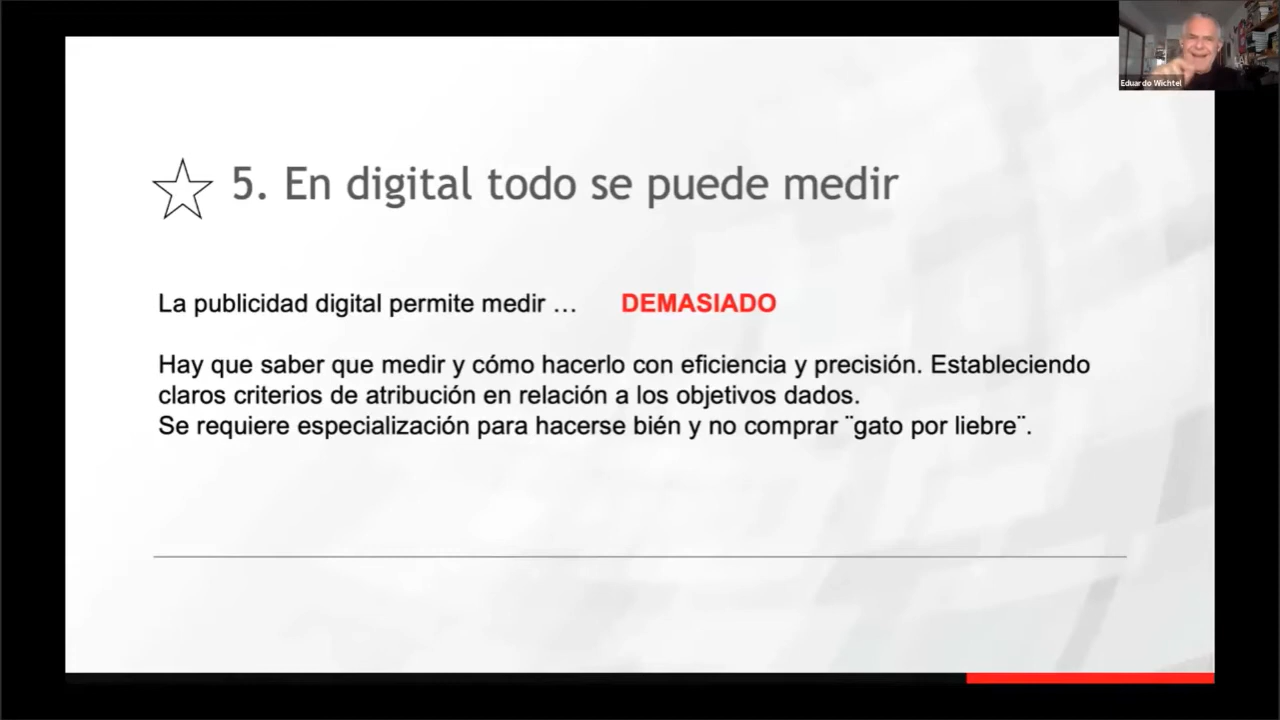 Eduardo Wichtel
5. En digital todo se puede medir
La publicidad digital permite medir … DEMASIADO
Hay que saber que medir y cómo hacerlo con eficiencia y precisión. Estableciendo
claros criterios de atribución en relación a los objetivos dados.
Se requiere especialización para hacerse bién y no comprar ¨gato por liebre¨.